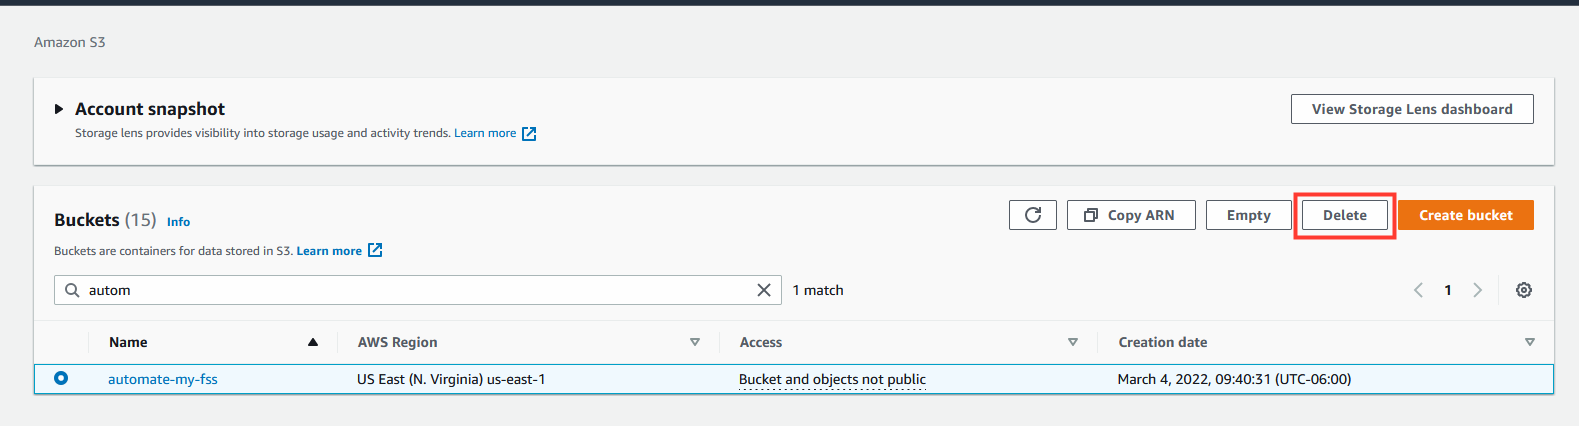 Amazon S3
Account snapshot
View Storage Lens dashboard
Storage lens provides visibility into storage usage and activity trends. Learn more
Buckets (15) Info
Copy ARN Empty Delete Create bucket
Buckets are containers for data stored in S3. Learn more
autom 1 match 1
Name AWS Region Access Creation date
automate-my-fss US East (N. Virginia) us-east-1 Bucket and objects not public March 4, 2022, 09:40:31 (UTC-06:00)